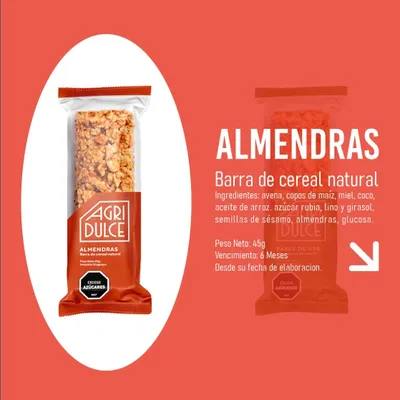 ALMENDRAS
Barra de cereal natural
Ingredientes: avena, copos de maíz, miel, coco,
aceite de arroz. azúcar rubia, lino y girasol,
semillas de sésamo, almendras, glucosa.
Peso Neto: 45g
Vencimiento: 6 Meses
Desde su fecha de elaboracion.
AGRI
DULCE
ALMENDRAS
Barra de cereal natural
EXCESO
AZÚCARES